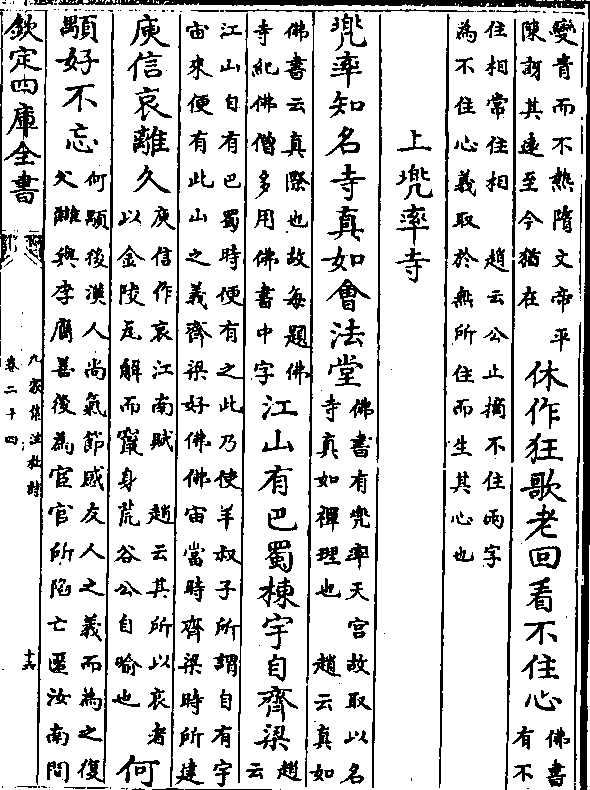 變青而不熱隋文帝平
陳訝其速至今猶在
休作狂歌老回看不住心
佛書
有不
住相常住相　趙云公止摘不住兩字
為不住心義取於無所住而生其心也
上兠率寺
兠率知名寺真如會法堂
佛書有兠率天宫故取以名
寺真如禪理也　趙云真如
佛書云真際也故每題佛
寺紀佛僧多用佛書中字
江山有巴蜀棟宇自齊梁
趙
云
江山自有巴蜀時便有之此乃使羊叔子所謂自有宇
宙來便有此山之義齊梁好佛佛宙當時齊梁時所建
庾信哀離久
庾信作哀江南賦　趙云其所以哀者
以金陵瓦解而竄身荒谷公自喻也
何
顒好不忘
何顒後漢人尚氣節感友人之義而為之復
父讎與李膺善後為宦官所陷亡匿汝南間
欽定四庫全書
九家集注杜詩
卷二十四
十六